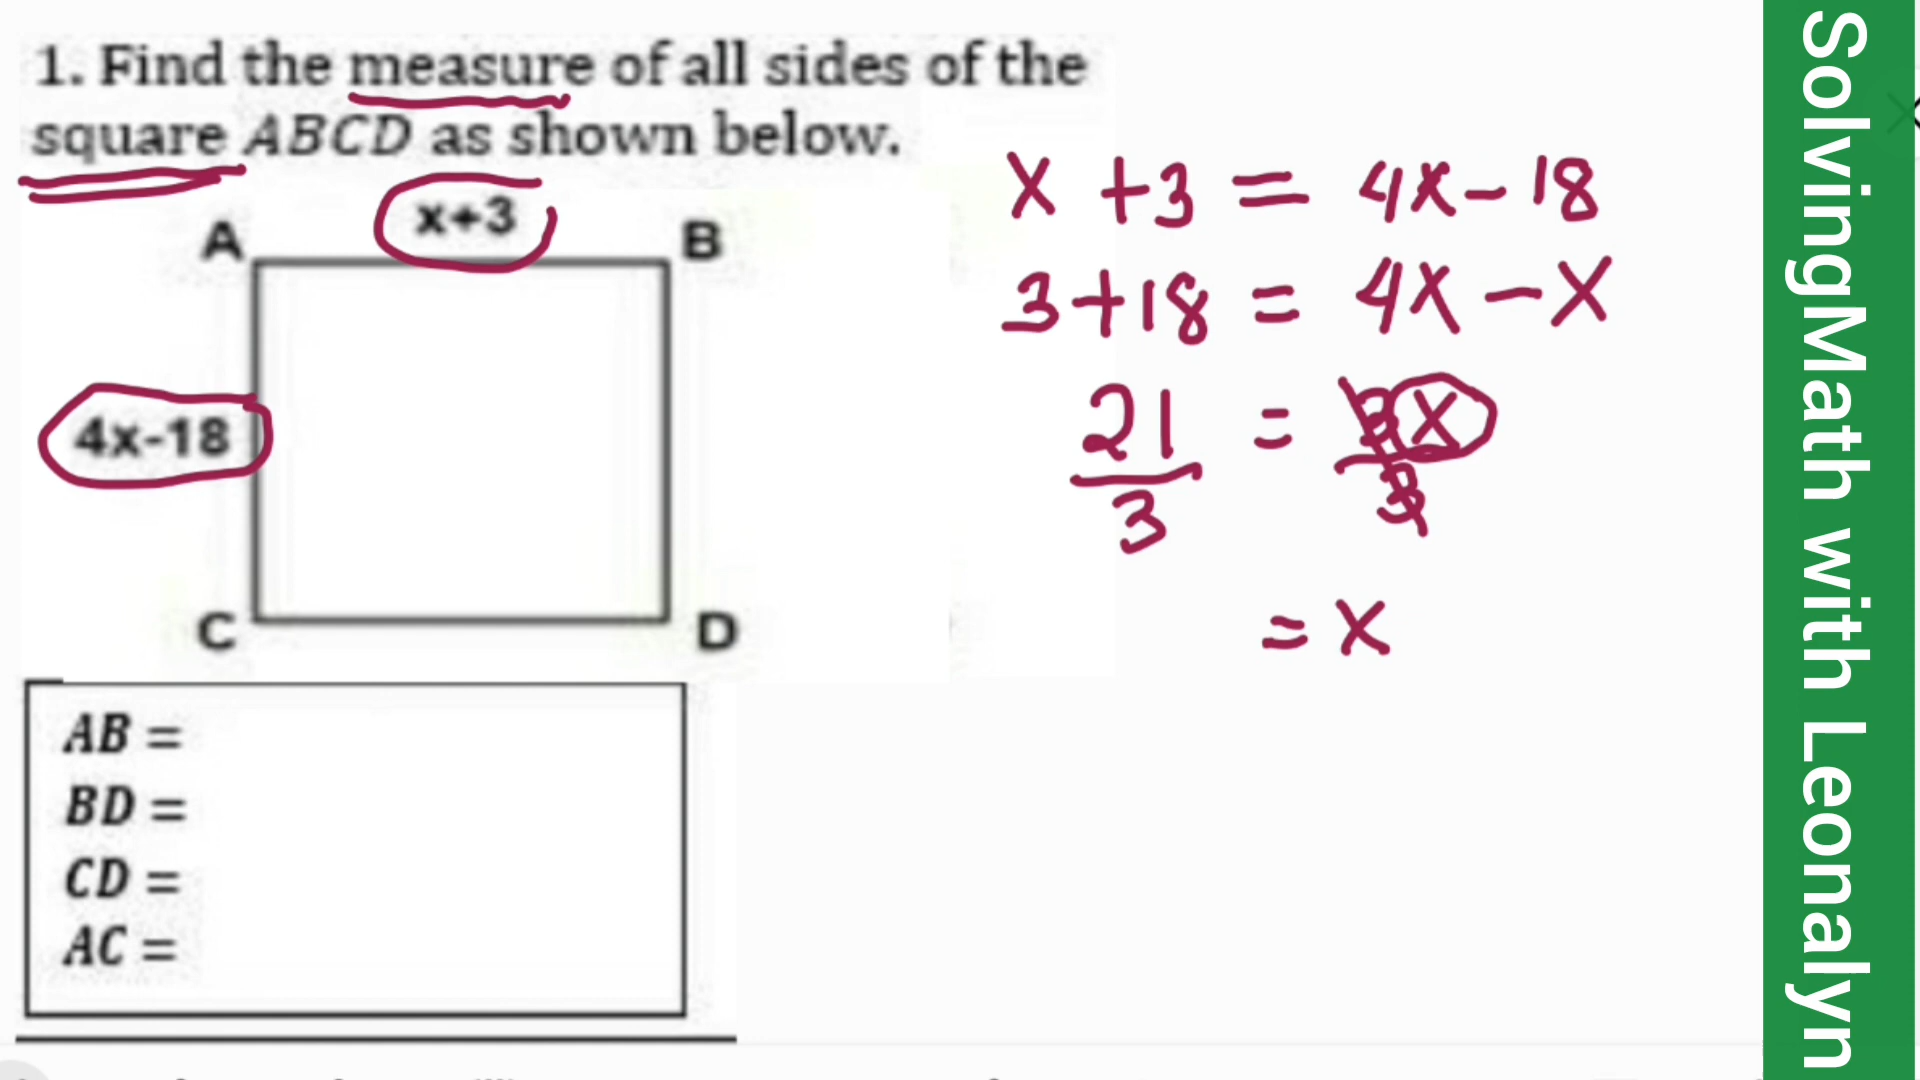 1. Find the measure of all sides of the
square ABCD as shown below.
x+3
A
B
4x-18
C
D
AB =
BD =
CD =
AC =
x + 3 = 4x - 18
3 + 18 = 4x - x
21 = 3x
3 3
= x
SolvingMath with Leonalyn